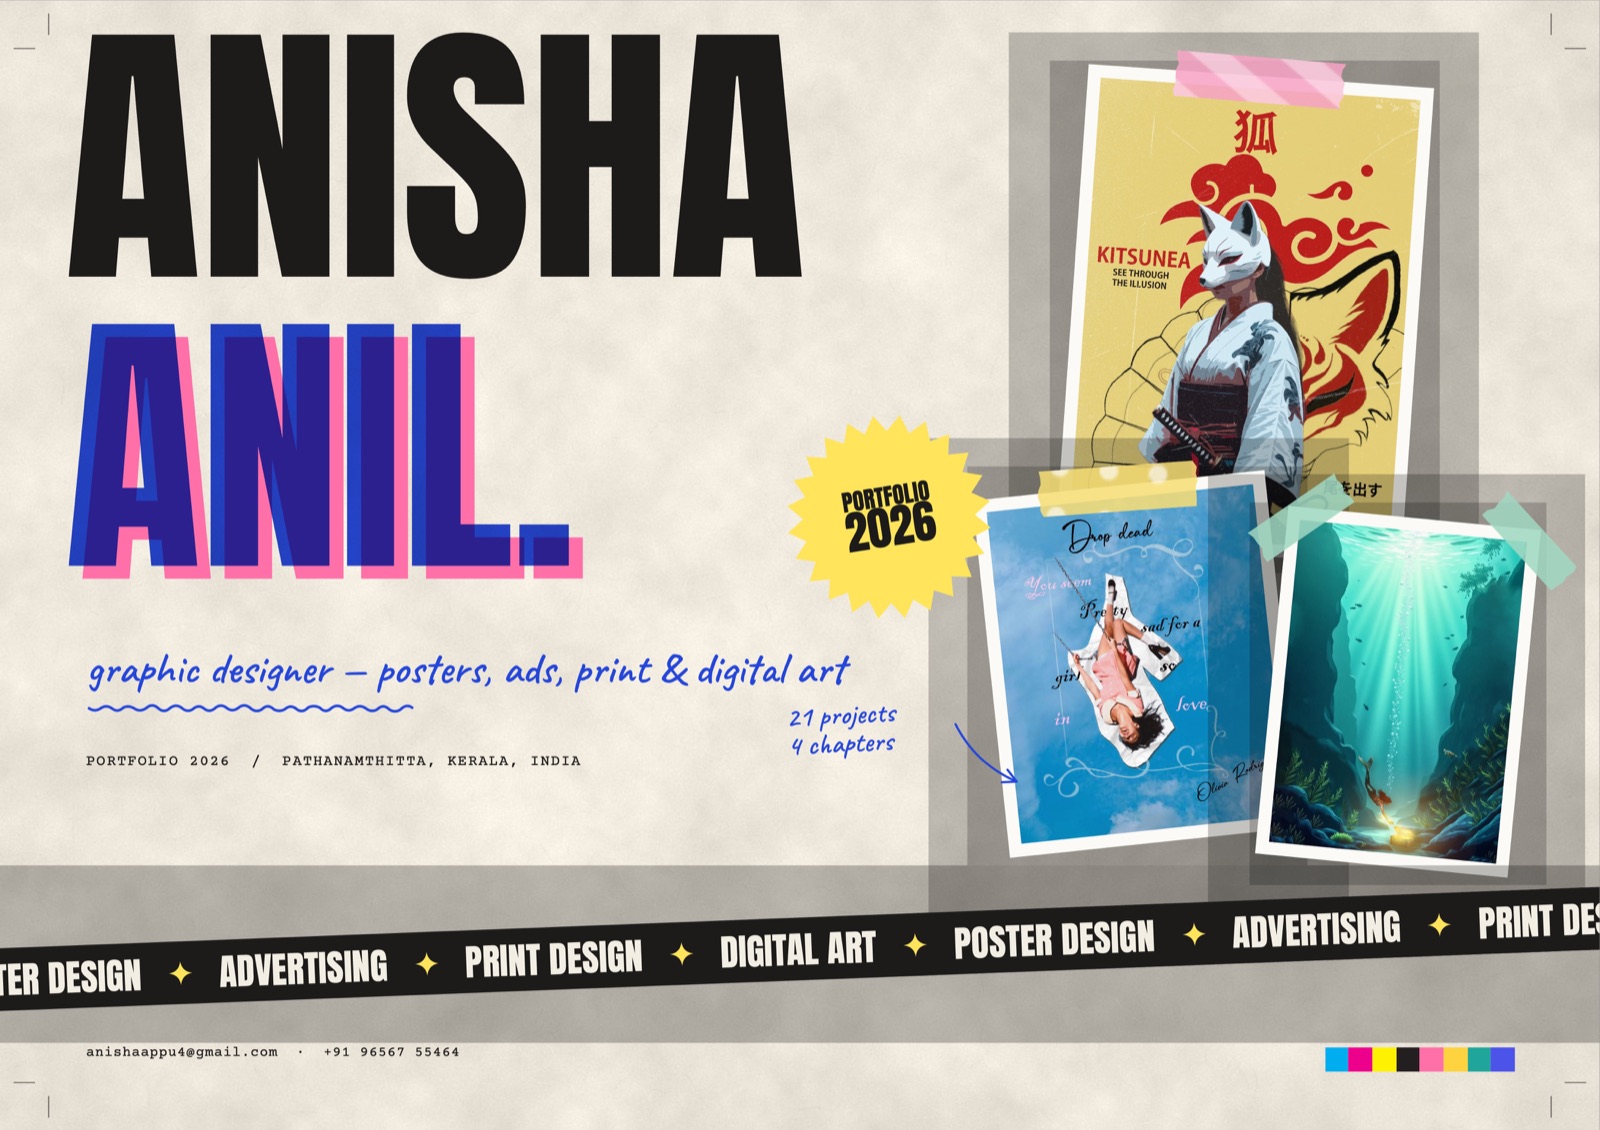 ANISHA
ANIL.
graphic designer — posters, ads, print & digital art
21 projects
4 chapters
PORTFOLIO 2026 / PATHANAMTHITTA, KERALA, INDIA
PORTFOLIO
2026
狐
KITSUNEA
SEE THROUGH
THE ILLUSION
を出す
Drop dead
You seem
Pretty
sad for a
girl
so
in
love
Olivia
TER DESIGN ✦ ADVERTISING ✦ PRINT DESIGN ✦ DIGITAL ART ✦ POSTER DESIGN ✦ ADVERTISING ✦ PRINT DES
anishaappu4@gmail.com · +91 96567 55464